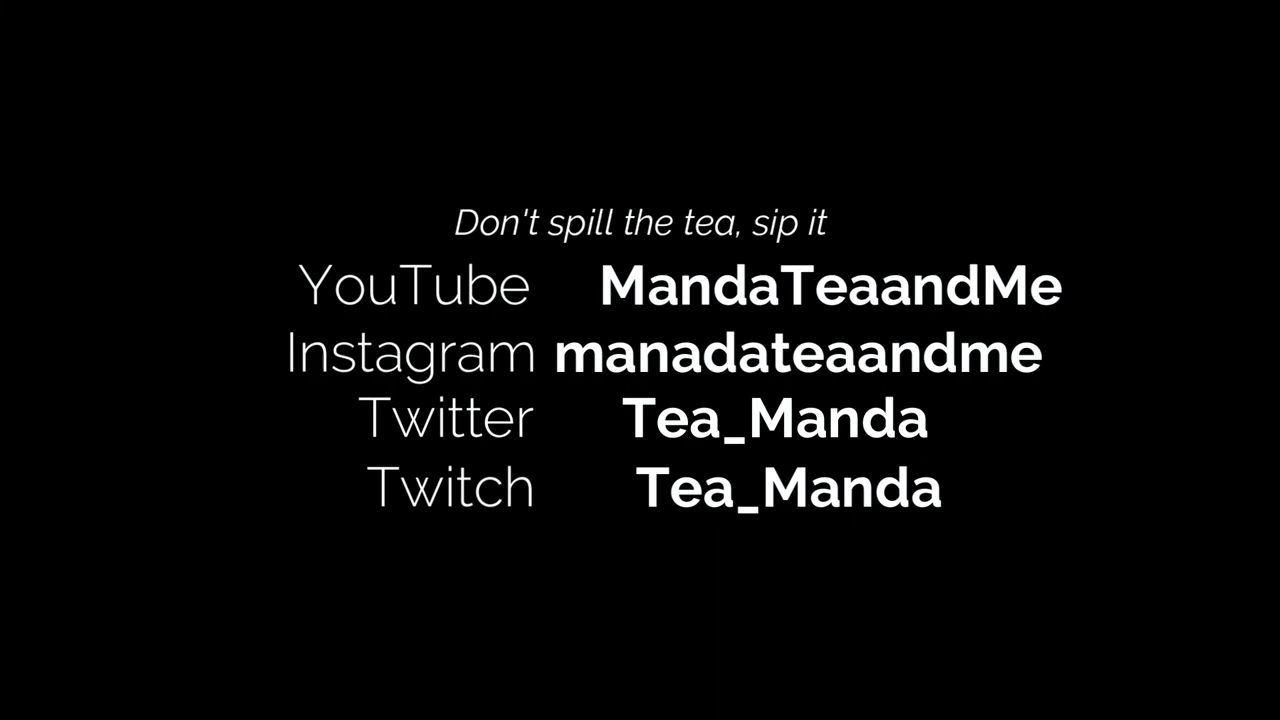 Don't spill the tea, sip it
YouTube MandaTeaandMe
Instagram manadateaandme
Twitter Tea_Manda
Twitch Tea_Manda